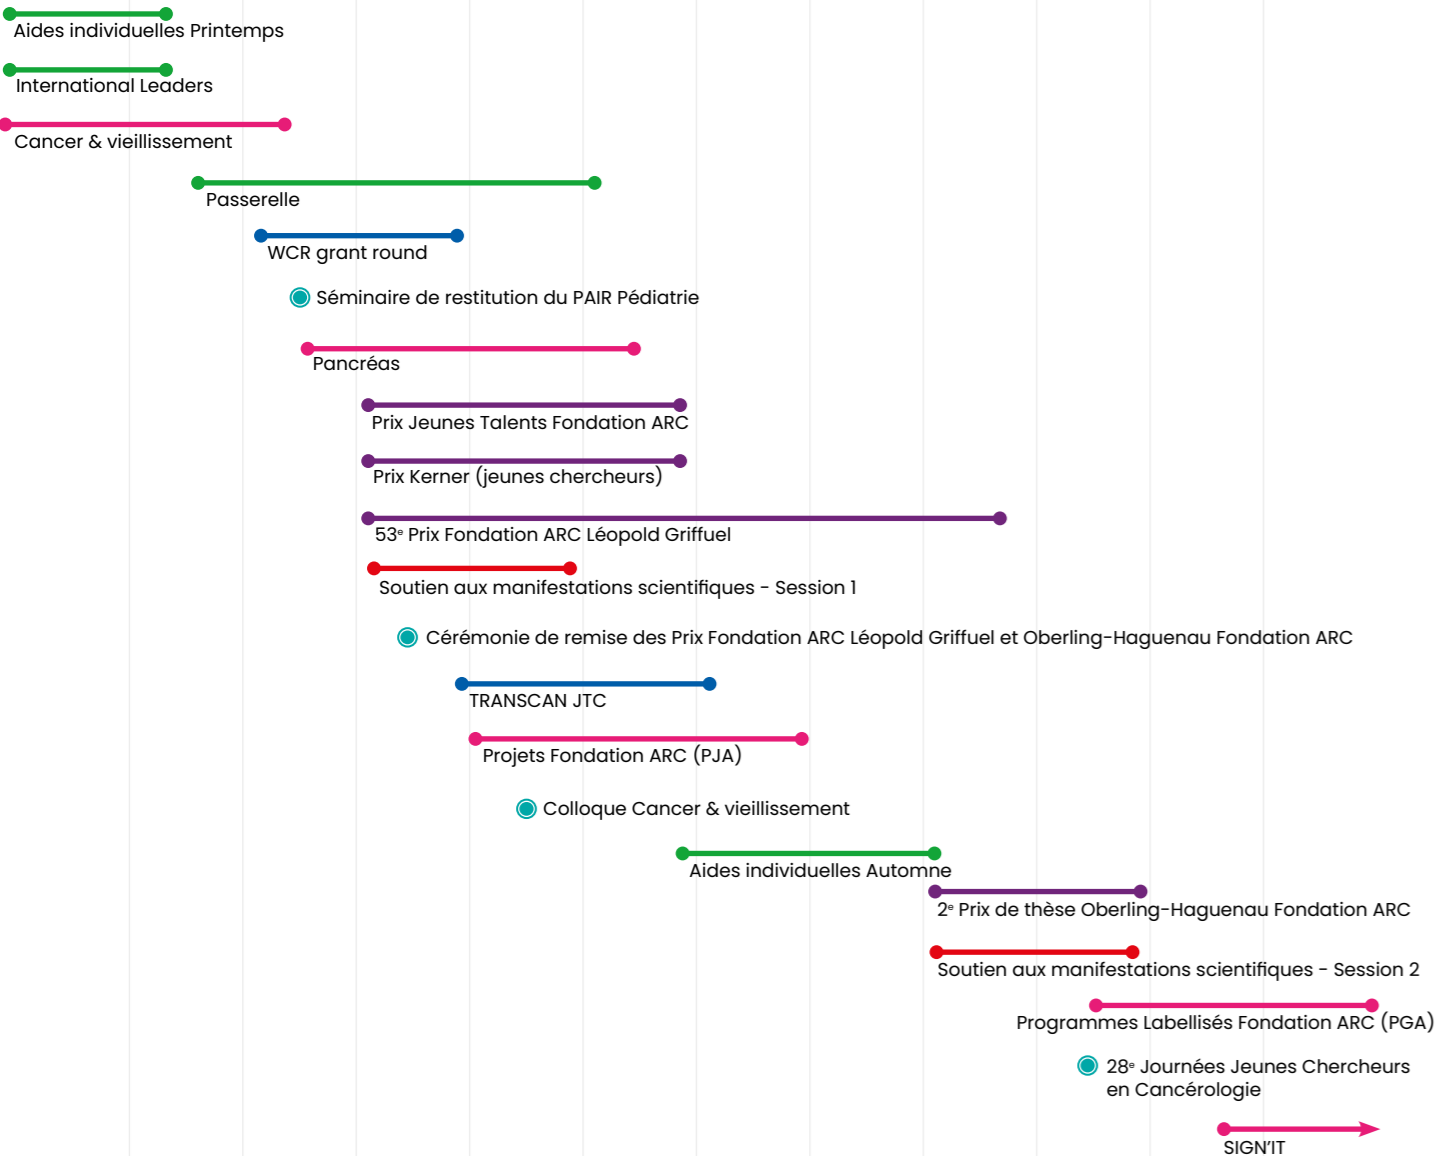 Aides individuelles Printemps
International Leaders
Cancer & vieillissement
Passerelle
WCR grant round
Séminaire de restitution du PAIR Pédiatrie
Pancréas
Prix Jeunes Talents Fondation ARC
Prix Kerner (jeunes chercheurs)
53ᵉ Prix Fondation ARC Léopold Griffuel
Soutien aux manifestations scientifiques - Session 1
Cérémonie de remise des Prix Fondation ARC Léopold Griffuel et Oberling-Haguenau Fondation ARC
TRANSCAN JTC
Projets Fondation ARC (PJA)
Colloque Cancer & vieillissement
Aides individuelles Automne
2ᵉ Prix de thèse Oberling-Haguenau Fondation ARC
Soutien aux manifestations scientifiques - Session 2
Programmes Labellisés Fondation ARC (PGA)
28ᵉ Journées Jeunes Chercheurs
en Cancérologie
SIGN'IT